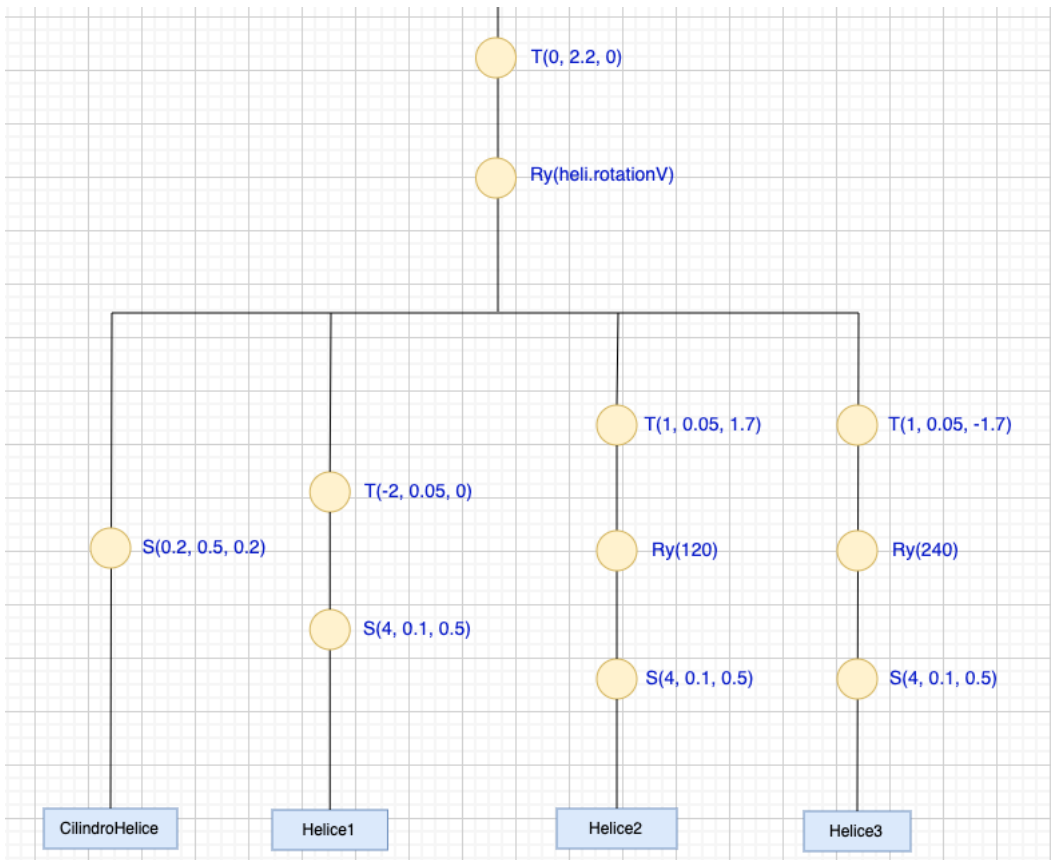 T(0, 2.2, 0)
Ry(heli.rotationV)
T(1, 0.05, 1.7)
T(1, 0.05, -1.7)
T(-2, 0.05, 0)
S(0.2, 0.5, 0.2)
Ry(120)
Ry(240)
S(4, 0.1, 0.5)
S(4, 0.1, 0.5)
S(4, 0.1, 0.5)
CilindroHelice
Helice1
Helice2
Helice3